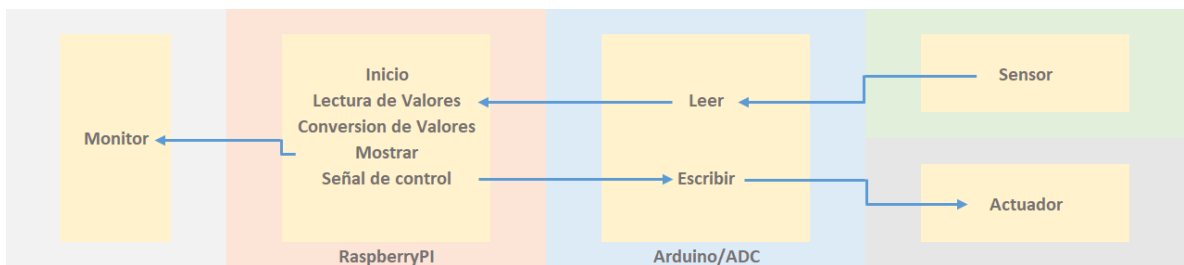 Monitor
Inicio
Lectura de Valores
Conversion de Valores
Mostrar
Señal de control
RaspberryPI
Leer
Escribir
Arduino/ADC
Sensor
Actuador